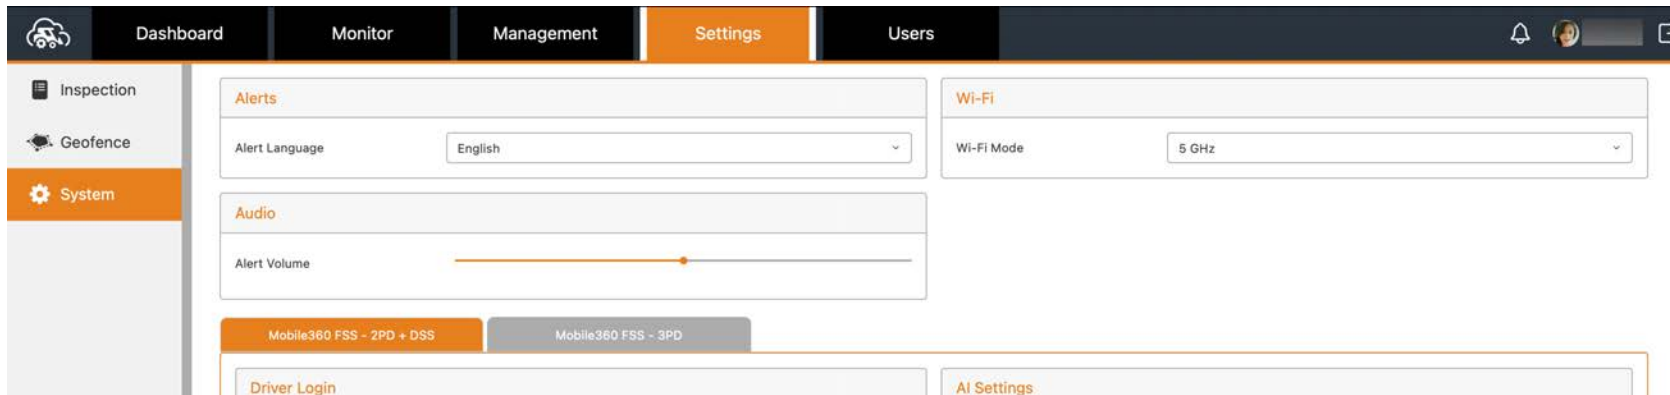 Dashboard Monitor Management Settings Users
Inspection
Geofence
System
Alerts
Alert Language English
Wi-Fi
Wi-Fi Mode 5 GHz
Audio
Alert Volume
Mobile360 FSS - 2PD + DSS Mobile360 FSS - 3PD
Driver Login
AI Settings